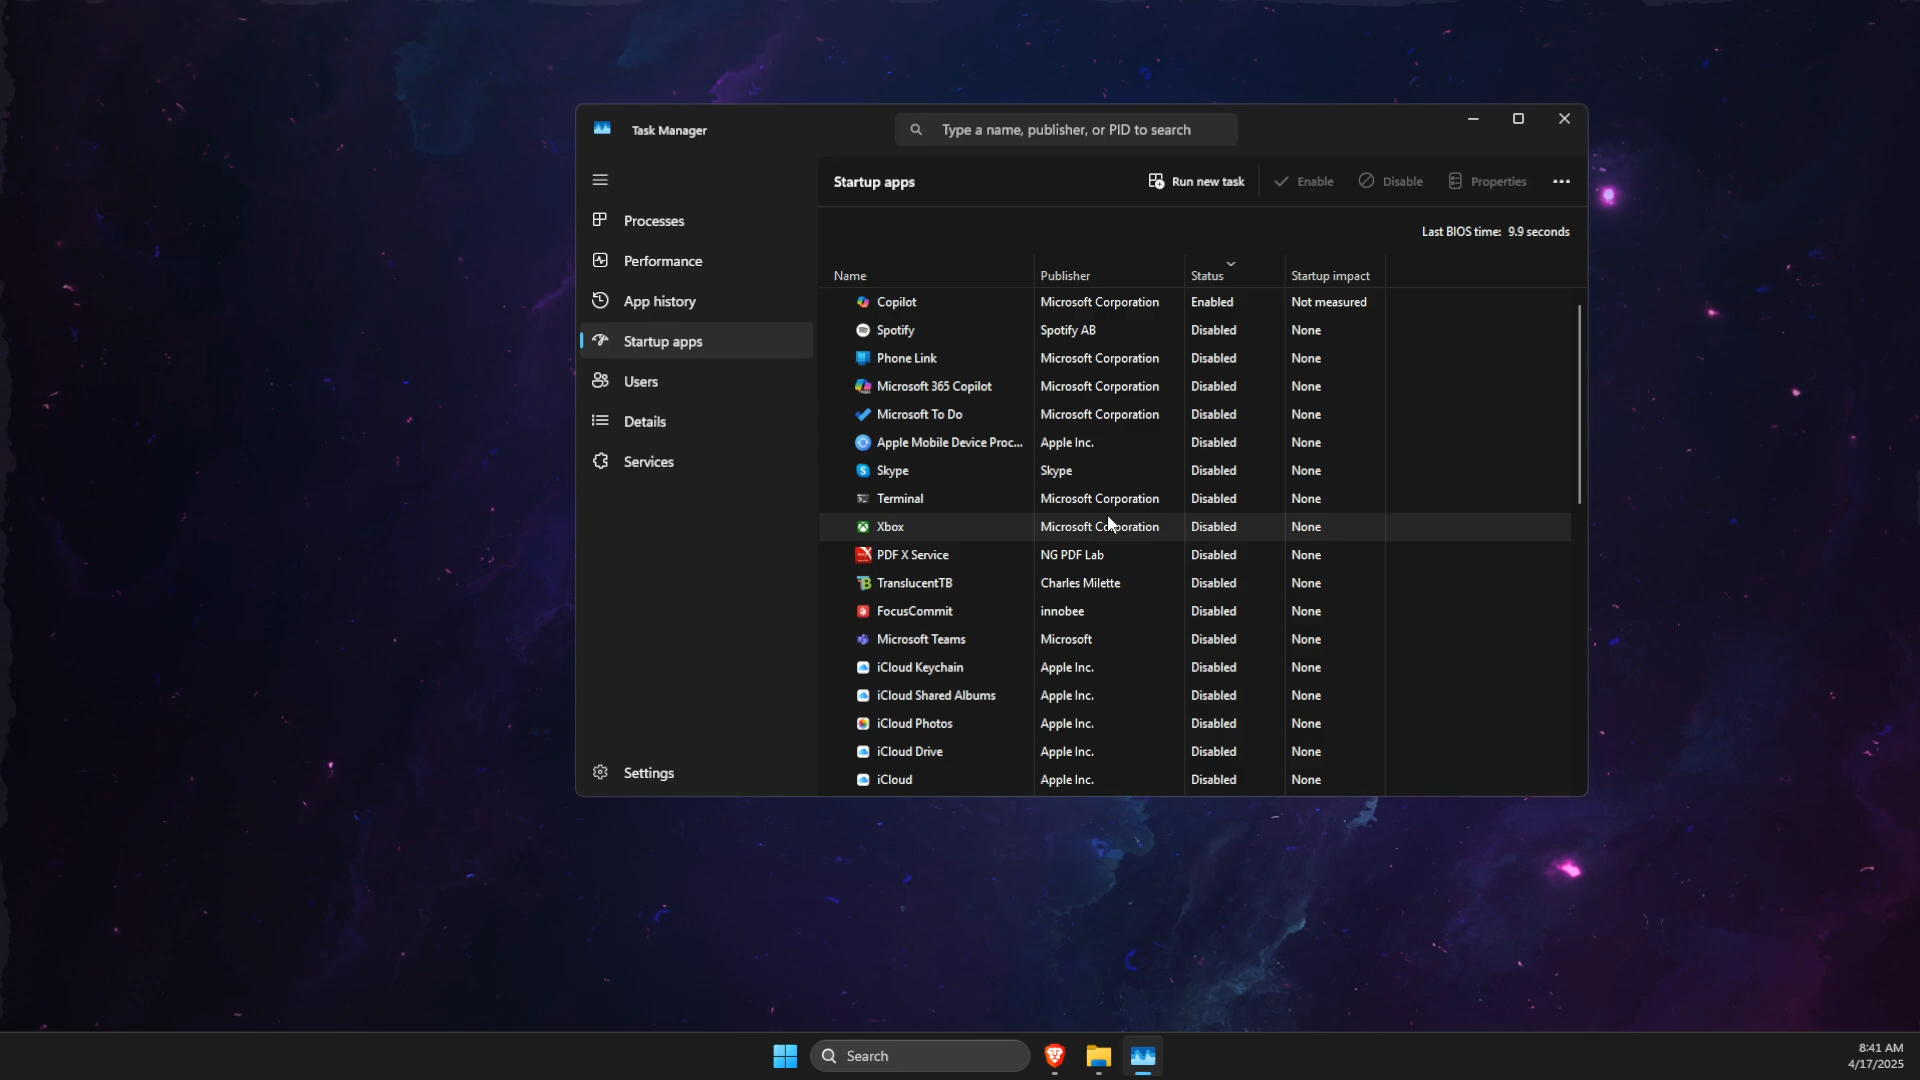 Task Manager
Type a name, publisher, or PID to search
Startup apps
Run new task
Enable
Disable
Properties
Processes
Performance
App history
Startup apps
Users
Details
Services
Settings
Last BIOS time: 9.9 seconds
Name Publisher Status Startup impact
Copilot Microsoft Corporation Enabled Not measured
Spotify Spotify AB Disabled None
Phone Link Microsoft Corporation Disabled None
Microsoft 365 Copilot Microsoft Corporation Disabled None
Microsoft To Do Microsoft Corporation Disabled None
Apple Mobile Device Proc... Apple Inc. Disabled None
Skype Skype Disabled None
Terminal Microsoft Corporation Disabled None
Xbox Microsoft Corporation Disabled None
PDF X Service NG PDF Lab Disabled None
TranslucentTB Charles Milette Disabled None
FocusCommit innobee Disabled None
Microsoft Teams Microsoft Disabled None
iCloud Keychain Apple Inc. Disabled None
iCloud Shared Albums Apple Inc. Disabled None
iCloud Photos Apple Inc. Disabled None
iCloud Drive Apple Inc. Disabled None
iCloud Apple Inc. Disabled None
Search
8:41 AM
4/17/2025